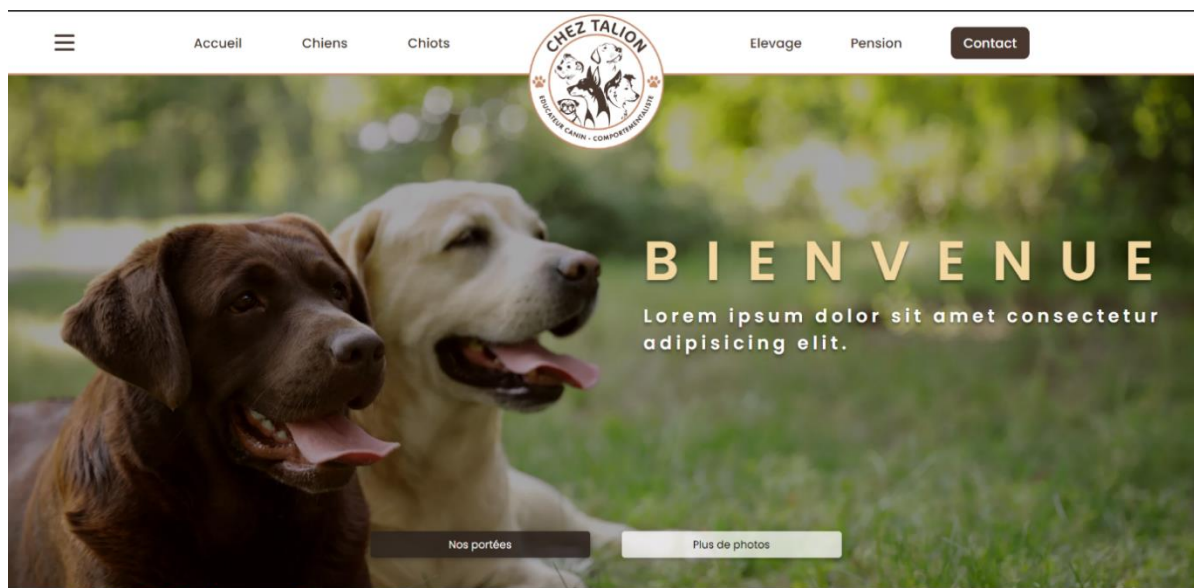 Accueil
Chiens
Chiots
CHEZ TALION
EDUCATEUR CANIN - COMPORTEMENTALISTE
Elevage
Pension
Contact
BIENVENUE
Lorem ipsum dolor sit amet consectetur
adipisicing elit.
Nos portées
Plus de photos